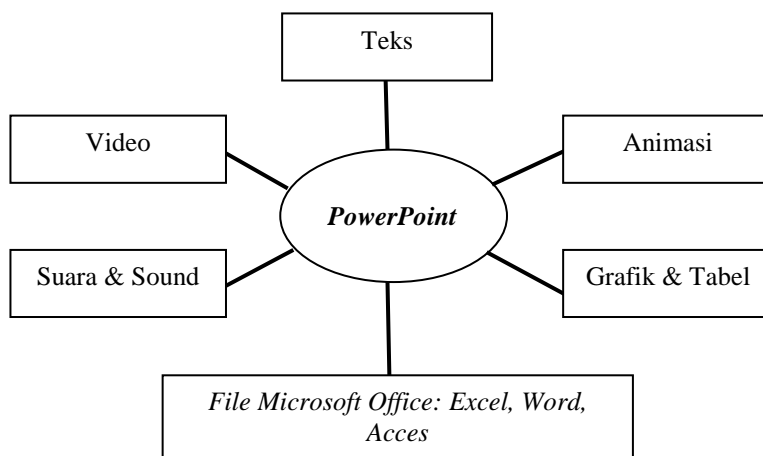 Teks
Video
Animasi
PowerPoint
Suara & Sound
Grafik & Tabel
File Microsoft Office: Excel, Word,
Acces